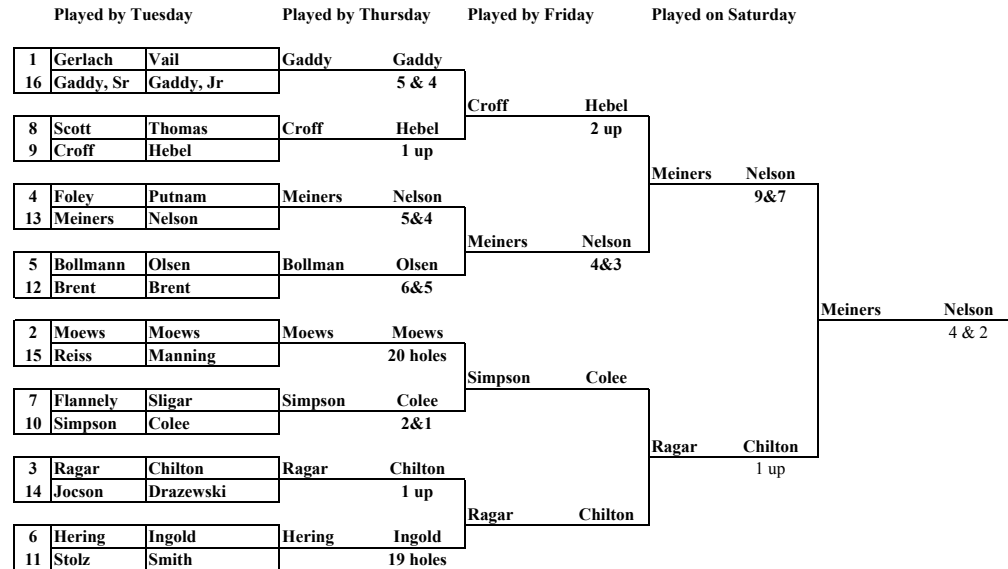 Played by Tuesday Played by Thursday Played by Friday Played on Saturday
1 Gerlach Vail Gaddy Gaddy
16 Gaddy, Sr Gaddy, Jr 5 & 4
Croff Hebel
8 Scott Thomas Croff Hebel 2 up
9 Croff Hebel 1 up
Meiners Nelson
4 Foley Putnam Meiners Nelson 9&7
13 Meiners Nelson 5&4
Meiners Nelson
5 Bollmann Olsen Bollman Olsen 4&3
12 Brent Brent 6&5
Meiners Nelson
2 Moews Moews Moews Moews 4 & 2
15 Reiss Manning 20 holes
Simpson Colee
7 Flannely Sligar Simpson Colee
10 Simpson Colee 2&1
Ragar Chilton
3 Ragar Chilton Ragar Chilton 1 up
14 Jocson Drazewski 1 up
Ragar Chilton
6 Hering Ingold Hering Ingold
11 Stolz Smith 19 holes